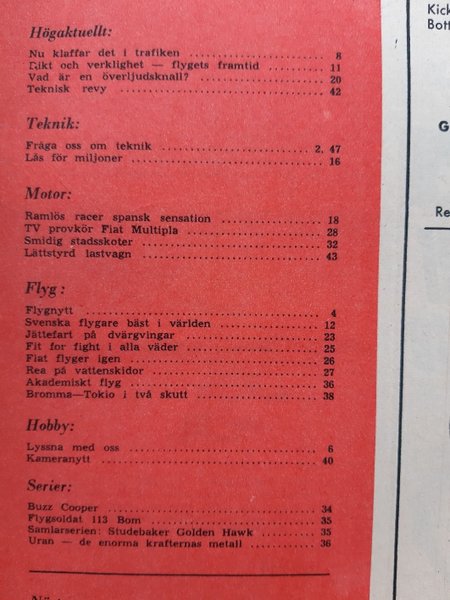 Högaktuellt:
Nu klaffar det i trafiken 8
Dikt och verklighet — flygets framtid 11
Vad är en överljudsknall? 20
Teknisk revy 42
Teknik:
Fråga oss om teknik 2, 47
Lås för miljoner 16
Motor:
Ramlös racer spansk sensation 18
TV provkör Fiat Multipla 28
Smidig stadsskoter 32
Lättstyrd lastvagn 43
Flyg:
Flygnytt 4
Svenska flygare bäst i världen 12
Jättefart på dvärgvingar 23
Fit for fight i alla väder 25
Fiat flyger igen 26
Rea på vattenskidor 27
Akademiskt flyg 36
Bromma—Tokio i två skutt 38
Hobby:
Lyssna med oss 6
Kameranytt 40
Serier:
Buzz Cooper 34
Flygsoldat 113 Bom 35
Samlarserien: Studebaker Golden Hawk 35
Uran — de enorma krafternas metall 36
Kick
Bott
G
Re